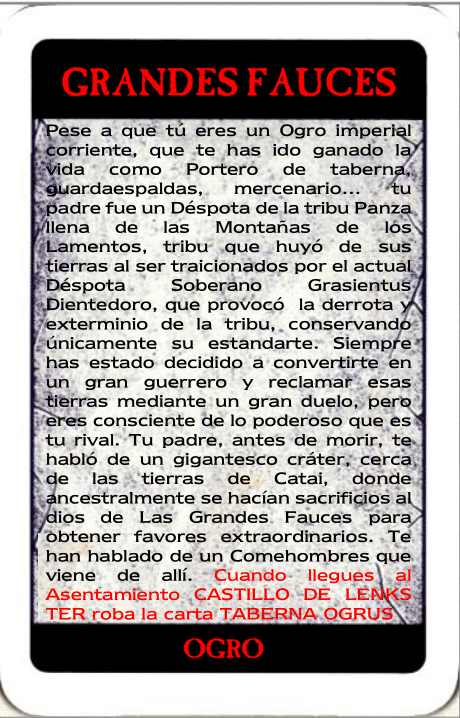 GRANDES FAUCES
Pese a que tú eres un Ogro imperial
corriente, que te has ido ganado la
vida como Portero de taberna,
guardaespaldas, mercenario... tu
padre fue un Déspota de la tribu Panza
llena de las Montañas de los
Lamentos, tribu que huyó de sus
tierras al ser traicionados por el actual
Déspota Soberano Grasientus
Dientedoro, que provocó la derrota y
exterminio de la tribu, conservando
únicamente su estandarte. Siempre
has estado decidido a convertirte en
un gran guerrero y reclamar esas
tierras mediante un gran duelo, pero
eres consciente de lo poderoso que es
tu rival. Tu padre, antes de morir, te
habló de un gigantesco cráter, cerca
de las tierras de Catai, donde
ancestralmente se hacían sacrificios al
dios de Las Grandes Fauces para
obtener favores extraordinarios. Te
han hablado de un Comehombres que
viene de allí. Cuando llegues al
Asentamiento CASTILLO DE LENKS
TER roba la carta TABERNA OGRUS
OGRO